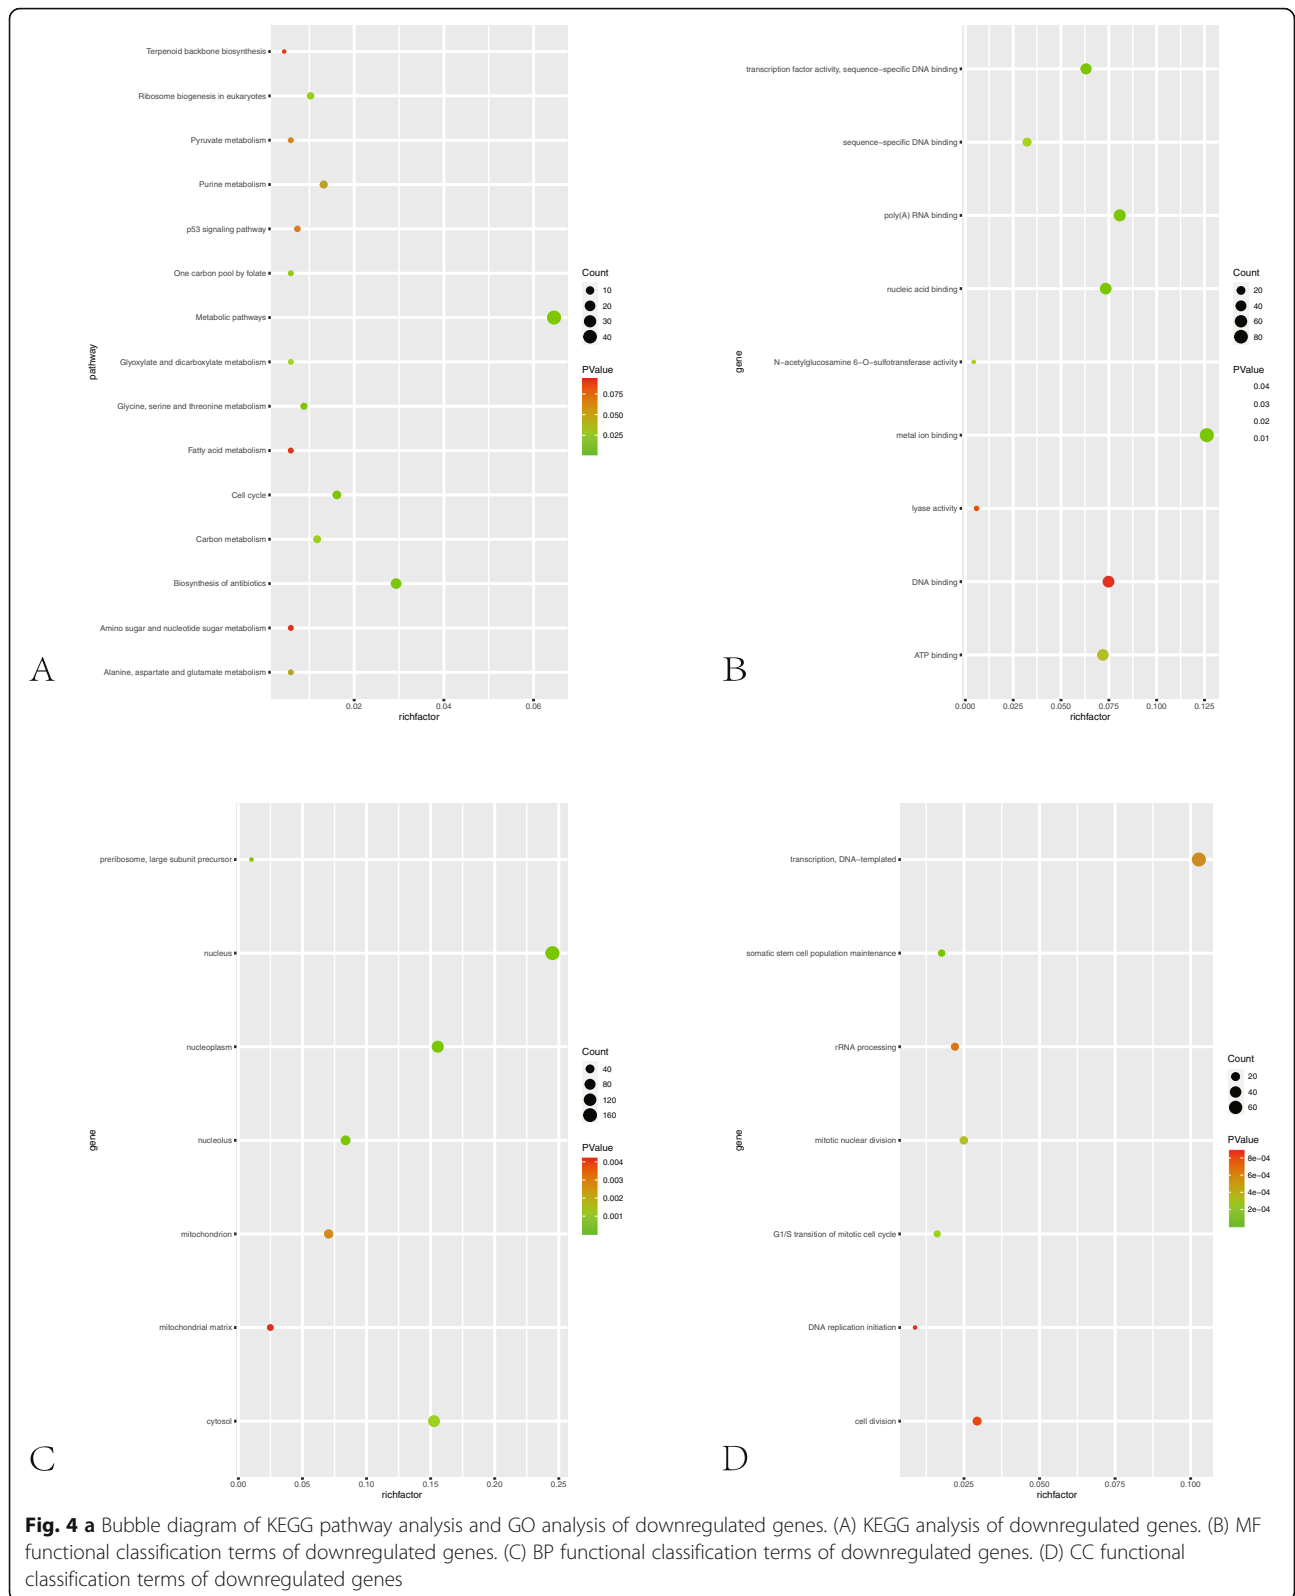 Terpenoid backbone biosynthesis
Ribosome biogenesis in eukaryotes
Pyruvate metabolism
Purine metabolism
p53 signaling pathway
One carbon pool by folate
Metabolic pathways
Glyoxylate and dicarboxylate metabolism
Glycine, serine and threonine metabolism
Fatty acid metabolism
Cell cycle
Carbon metabolism
Biosynthesis of antibiotics
Amino sugar and nucleotide sugar metabolism
Alanine, aspartate and glutamate metabolism
pathway
0.02 0.04 0.06
richfactor
Count
10
20
30
40
PValue
0.075
0.050
0.025
A
transcription factor activity, sequence−specific DNA binding
sequence−specific DNA binding
poly(A) RNA binding
nucleic acid binding
N−acetylglucosamine 6−O−sulfotransferase activity
metal ion binding
lyase activity
DNA binding
ATP binding
gene
0.000 0.025 0.050 0.075 0.100 0.125
richfactor
Count
20
40
60
80
PValue
0.04
0.03
0.02
0.01
B
preribosome, large subunit precursor
nucleus
nucleoplasm
nucleolus
mitochondrion
mitochondrial matrix
cytosol
gene
0.00 0.05 0.10 0.15 0.20 0.25
richfactor
Count
40
80
120
160
PValue
0.004
0.003
0.002
0.001
C
transcription, DNA−templated
somatic stem cell population maintenance
rRNA processing
mitotic nuclear division
G1/S transition of mitotic cell cycle
DNA replication initiation
cell division
gene
0.025 0.050 0.075 0.100
richfactor
Count
20
40
60
PValue
8e−04
6e−04
4e−04
2e−04
D
Fig. 4 a Bubble diagram of KEGG pathway analysis and GO analysis of downregulated genes. (A) KEGG analysis of downregulated genes. (B) MF
functional classification terms of downregulated genes. (C) BP functional classification terms of downregulated genes. (D) CC functional
classification terms of downregulated genes